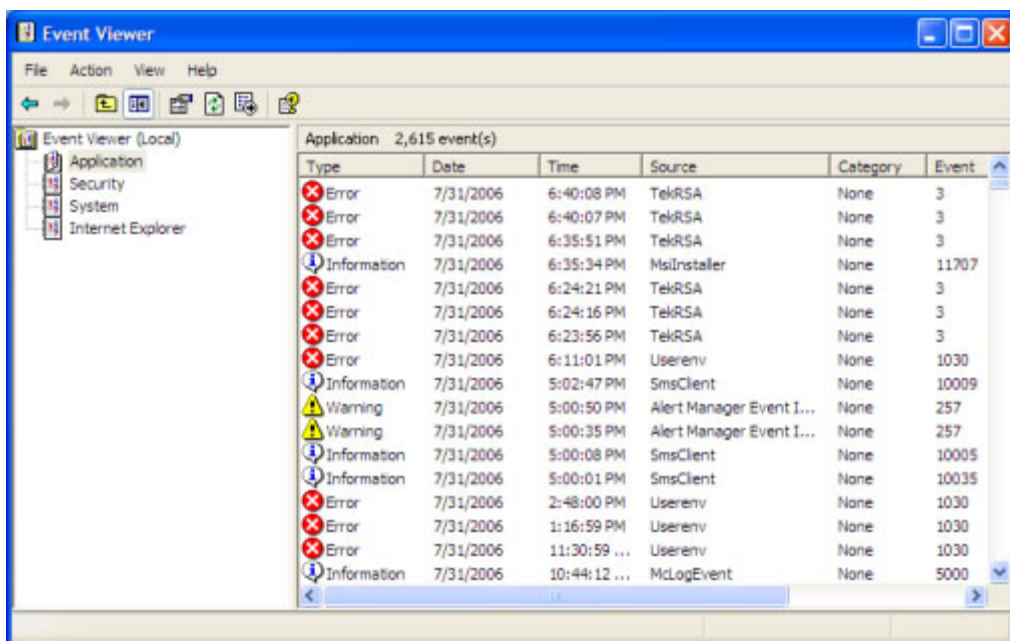 Event Viewer
File Action View Help
Event Viewer (Local)
Application
Security
System
Internet Explorer
Application 2,615 event(s)
Type Date Time Source Category Event
Error 7/31/2006 6:40:08 PM TekRSA None 3
Error 7/31/2006 6:40:07 PM TekRSA None 3
Error 7/31/2006 6:35:51 PM TekRSA None 3
Information 7/31/2006 6:35:34 PM MsiInstaller None 11707
Error 7/31/2006 6:24:21 PM TekRSA None 3
Error 7/31/2006 6:24:16 PM TekRSA None 3
Error 7/31/2006 6:23:56 PM TekRSA None 3
Error 7/31/2006 6:11:01 PM Userenv None 1030
Information 7/31/2006 5:02:47 PM SmsClient None 10009
Warning 7/31/2006 5:00:50 PM Alert Manager Event I... None 257
Warning 7/31/2006 5:00:35 PM Alert Manager Event I... None 257
Information 7/31/2006 5:00:08 PM SmsClient None 10005
Information 7/31/2006 5:00:01 PM SmsClient None 10035
Error 7/31/2006 2:48:00 PM Userenv None 1030
Error 7/31/2006 1:16:59 PM Userenv None 1030
Error 7/31/2006 11:30:59 ... Userenv None 1030
Information 7/31/2006 10:44:12 ... McLogEvent None 5000